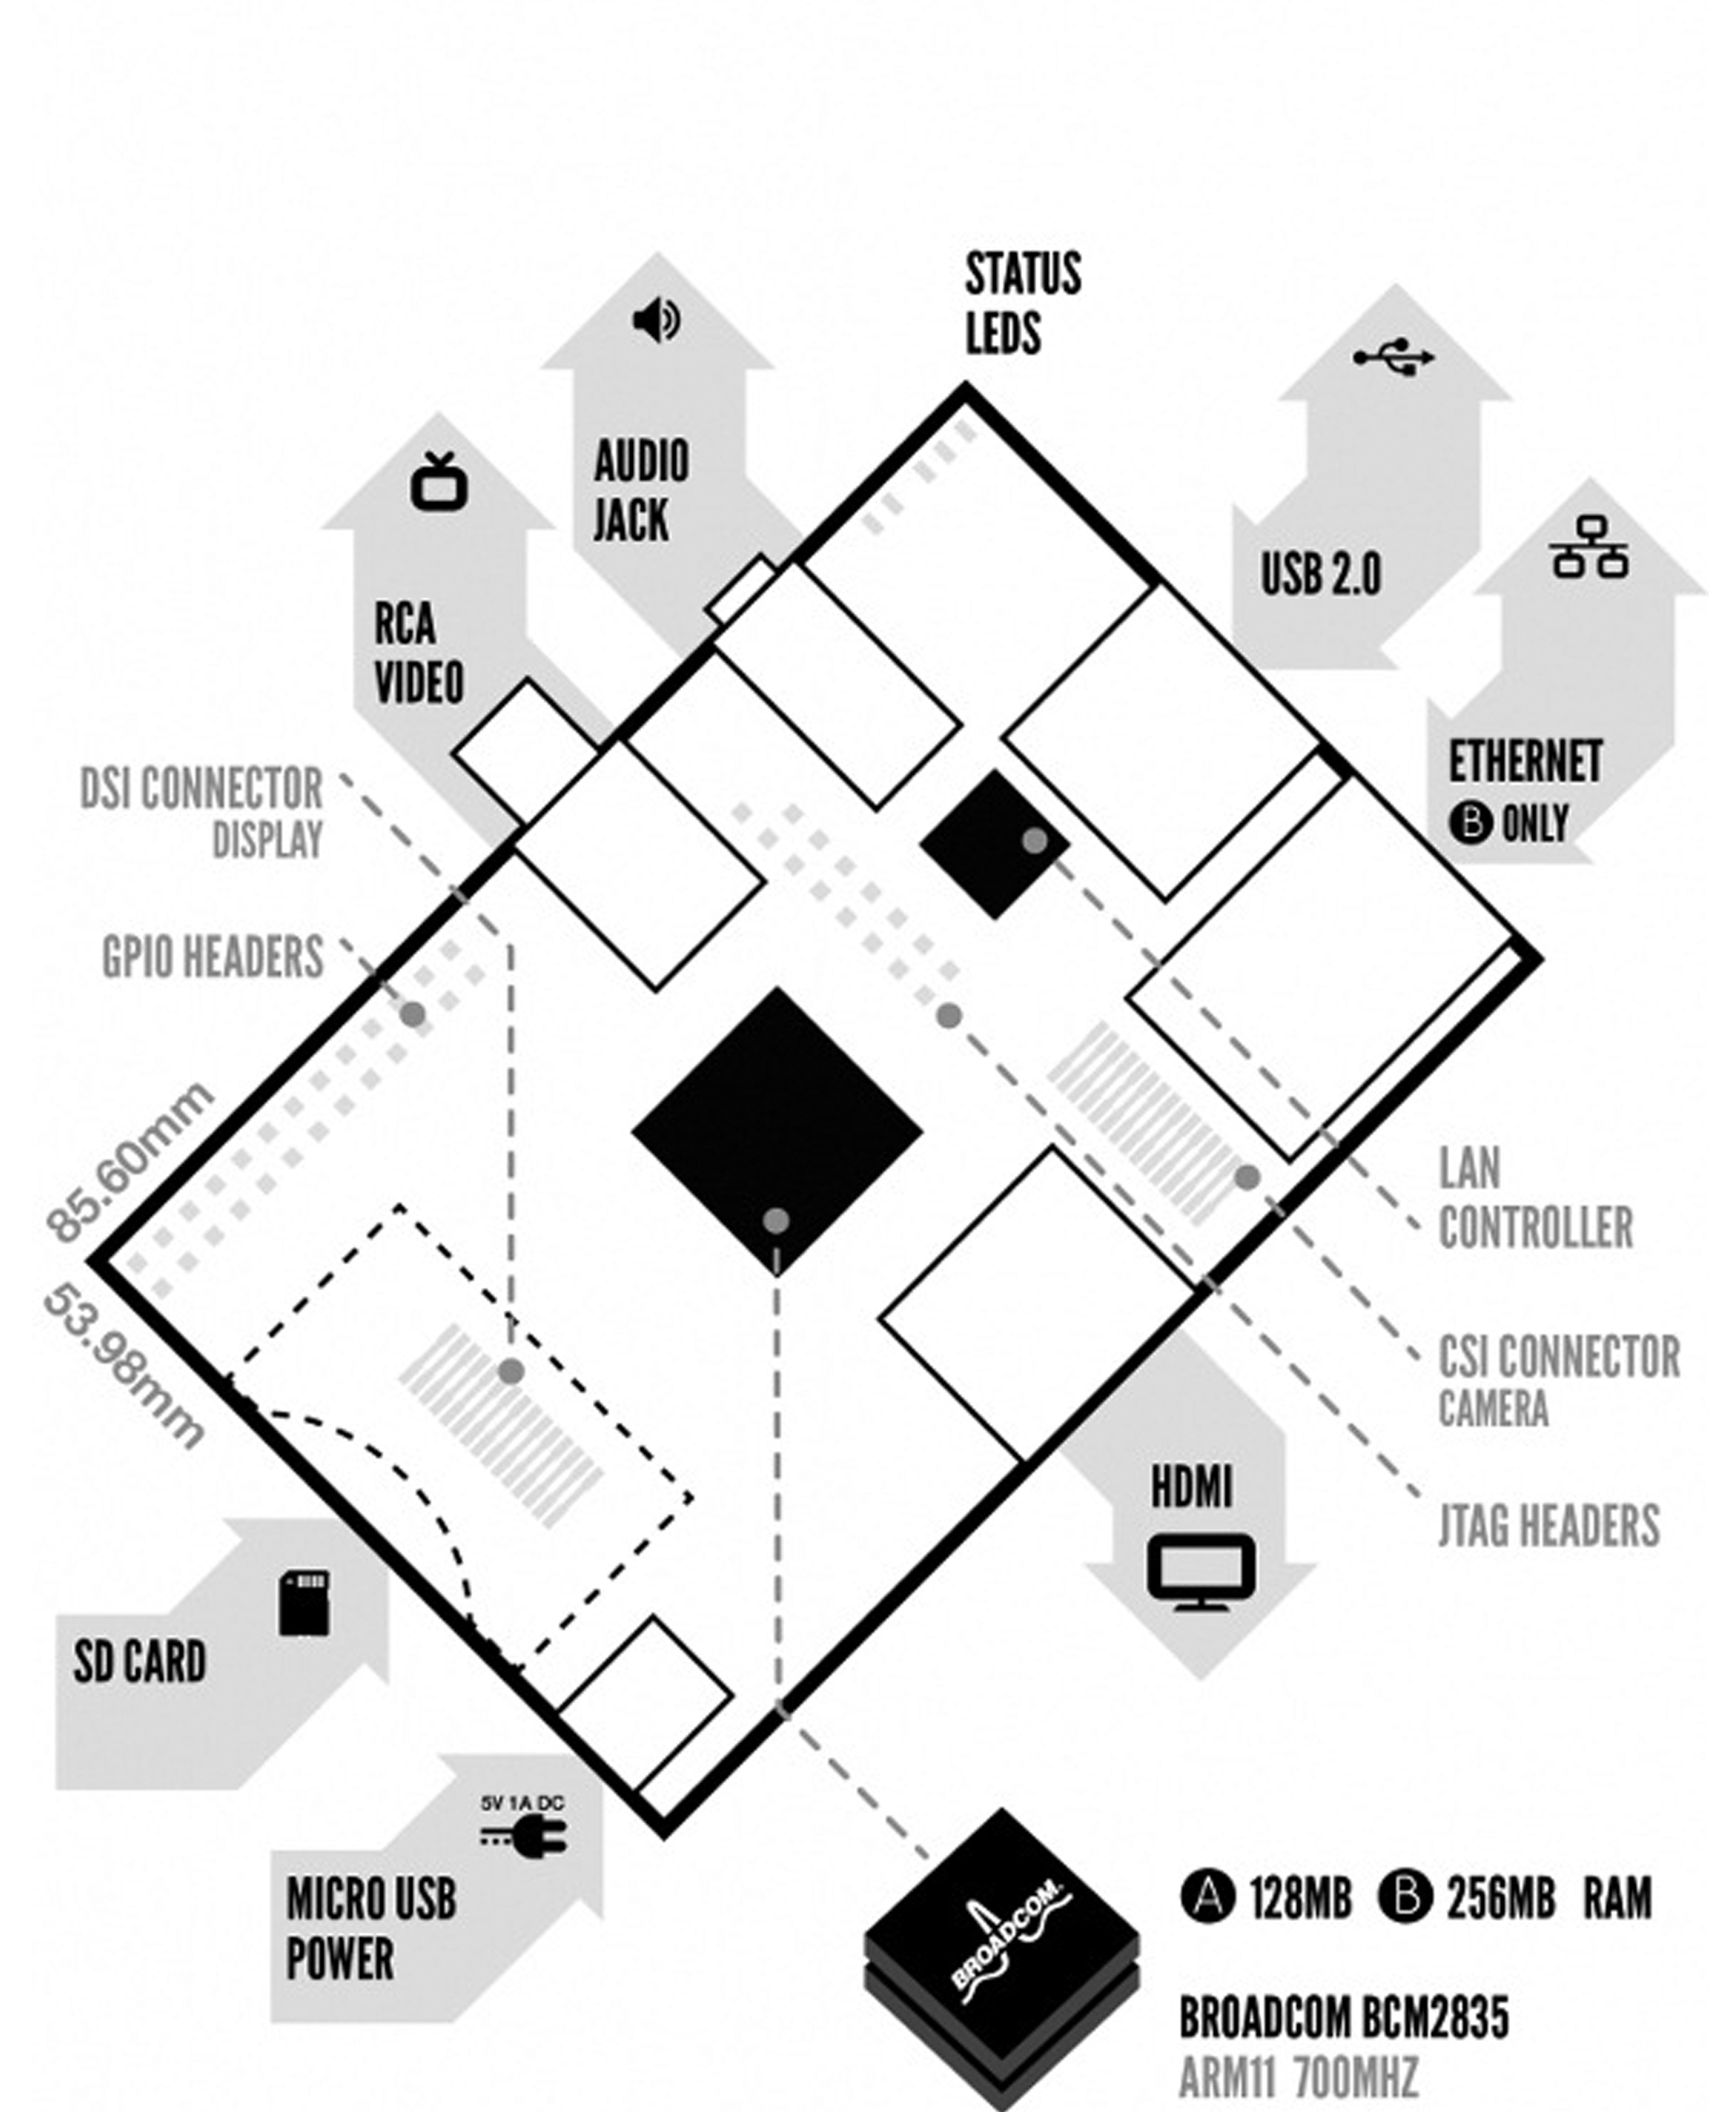 STATUS
LEDS
AUDIO
JACK
USB 2.0
RCA
VIDEO
ETHERNET
B ONLY
DSI CONNECTOR
DISPLAY
GPIO HEADERS
85.60mm
53.98mm
LAN
CONTROLLER
CSI CONNECTOR
CAMERA
HDMI
JTAG HEADERS
SD CARD
5V 1A DC
MICRO USB
POWER
BROADCOM
A 128MB B 256MB RAM
BROADCOM BCM2835
ARM11 700MHZ